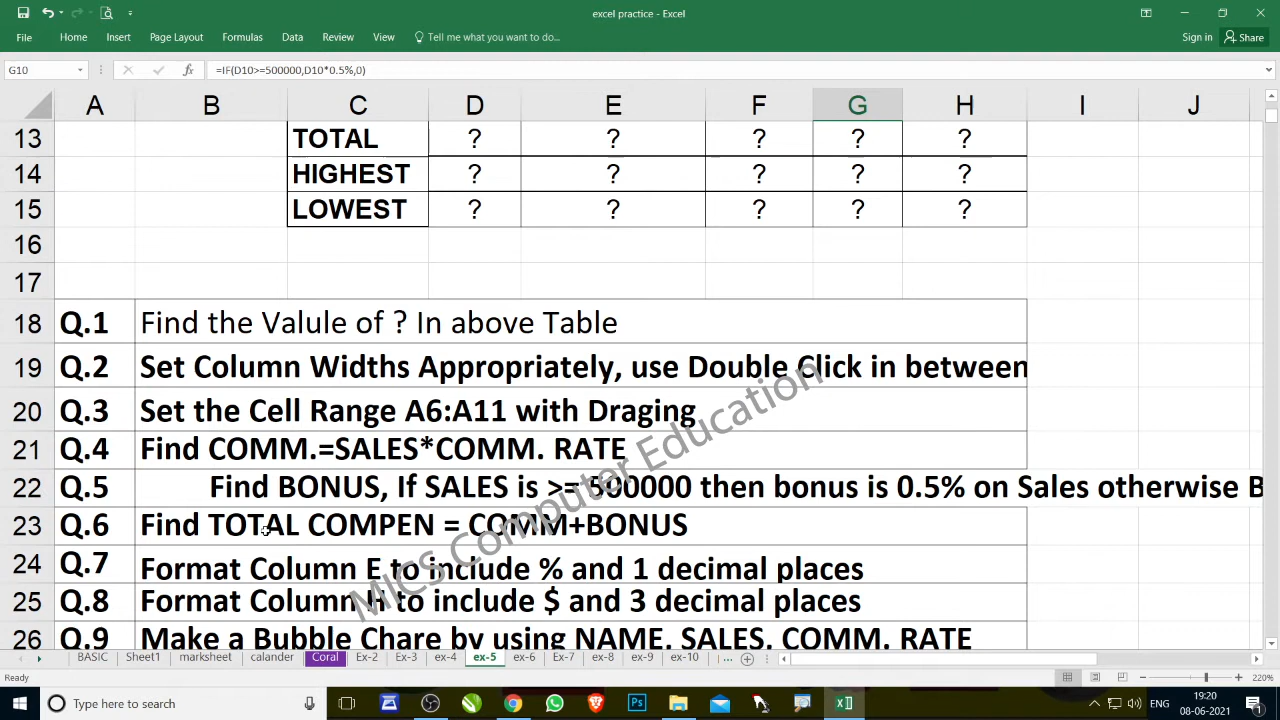 excel practice - Excel
File Home Insert Page Layout Formulas Data Review View Tell me what you want to do... Sign in Share
G10 fx =IF(D10>=500000,D10*0.5%,0)
A B C D E F G H I J
13 TOTAL ? ? ? ? ?
14 HIGHEST ? ? ? ? ?
15 LOWEST ? ? ? ? ?
16
17
18 Q.1 Find the Valule of ? In above Table
19 Q.2 Set Column Widths Appropriately, use Double Click in between
20 Q.3 Set the Cell Range A6:A11 with Draging
21 Q.4 Find COMM.=SALES*COMM. RATE
22 Q.5 Find BONUS, If SALES is >= 500000 then bonus is 0.5% on Sales otherwise B
23 Q.6 Find TOTAL COMPEN = COMM+BONUS
24 Q.7 Format Column E to include % and 1 decimal places
25 Q.8 Format Column H to include $ and 3 decimal places
26 Q.9 Make a Bubble Chare by using NAME, SALES, COMM. RATE
MICS Computer Education
BASIC Sheet1 marksheet calander Coral Ex-2 Ex-3 ex-4 ex-5 ex-6 Ex-7 ex-8 ex-9 ex-10 ...
Ready 220%
Type here to search ENG 19:20
08-06-2021